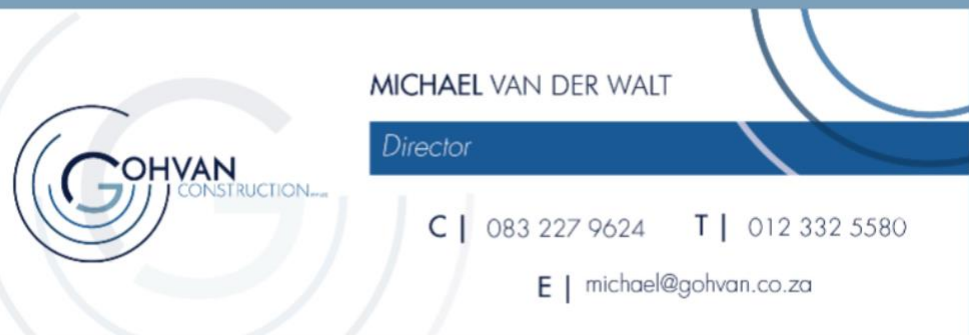 GOHVAN
CONSTRUCTION
MICHAEL VAN DER WALT
Director
C | 083 227 9624 T | 012 332 5580
E | michael@gohvan.co.za